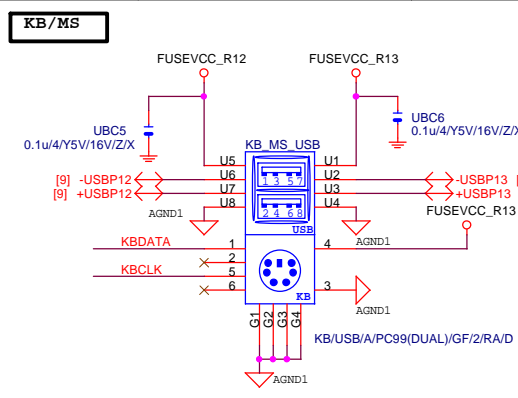 KB/MS
FUSEVCC_R12
FUSEVCC_R13
UBC5
0.1u/4/Y5V/16V/Z/X
UBC6
0.1u/4/Y5V/16V/Z/X
KB_MS_USB
U5
U1
[9] -USBP12
U6
U2
-USBP13
[9] +USBP12
U7
U3
+USBP13
U8
U4
1 3 5 7
2 4 6 8
USB
AGND1
FUSEVCC_R13
AGND1
KBDATA
1
4
2
KBCLK
5
6
3
KB
AGND1
G1
G2
G3
G4
KB/USB/A/PC99(DUAL)/GF/2/RA/D
AGND1